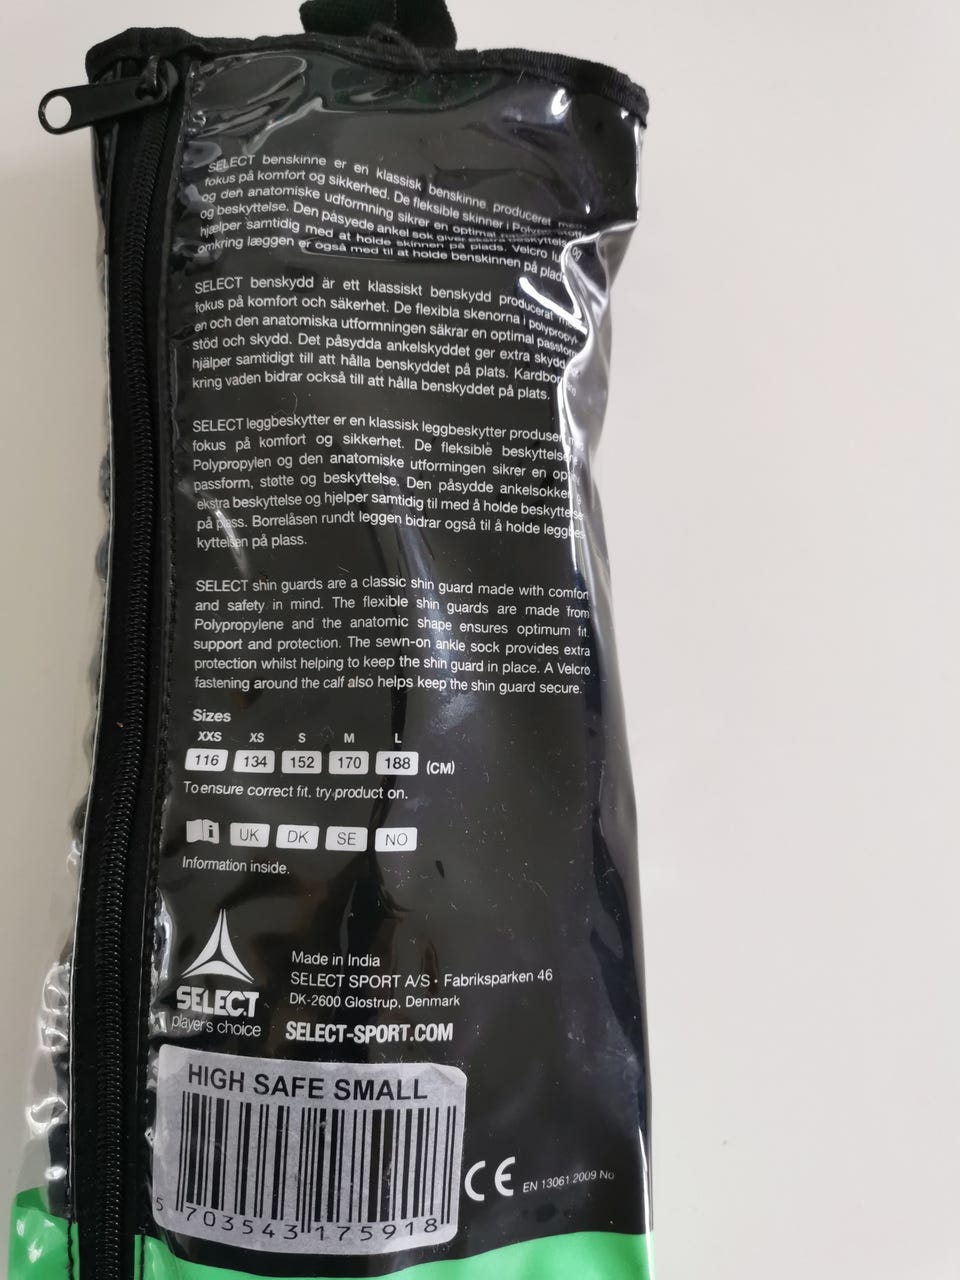 SELECT benskinne er en klassisk benskinne produceret med
fokus på komfort og sikkerhed. De fleksible skinner i
og den anatomiske udformning sikrer en optimal
og beskyttelse. Den påsyede ankel sok giver ekstra beskyttelse og
hjælper samtidig med at holde skinnen på plads. Velcro
omkring læggen er også med til at holde benskinnen på plads
SELECT benskydd är ett klassiskt benskydd producerat
fokus på komfort och säkerhet. De flexibla skenorna i polypropyl-
en och den anatomiska utformningen säkrar en optimal passform
stöd och skydd. Det påsydda ankelskyddet ger extra skydd
hjälper samtidigt till att hålla benskyddet på plats. Kardborre
kring vaden bidrar också till att hålla benskyddet på plats.
SELECT leggbeskytter er en klassisk leggbeskytter produsert med
fokus på komfort og sikkerhet. De fleksible beskyttelsene
Polypropylen og den anatomiske utformingen sikrer en
passform, støtte og beskyttelse. Den påsydde ankelsokken
ekstra beskyttelse og hjelper samtidig til med å holde beskyttelsen
på plass. Borrelåsen rundt leggen bidrar også til å holde leggbes
kyttelsen på plass.
SELECT shin guards are a classic shin guard made with comfort
and safety in mind. The flexible shin guards are made from
Polypropylene and the anatomic shape ensures optimum fit.
support and protection. The sewn-on ankle sock provides extra
protection whilst helping to keep the shin guard in place. A Velcro
fastening around the calf also helps keep the shin guard secure.
Sizes
XXS XS S M L
116 134 152 170 188 (CM)
To ensure correct fit, try product on.
i UK DK SE NO
Information inside.
SELECT
player's choice
Made in India
SELECT SPORT A/S · Fabriksparken 46
DK-2600 Glostrup, Denmark
SELECT-SPORT.COM
HIGH SAFE SMALL
5 703543 175918
CE EN 13061 2009 No